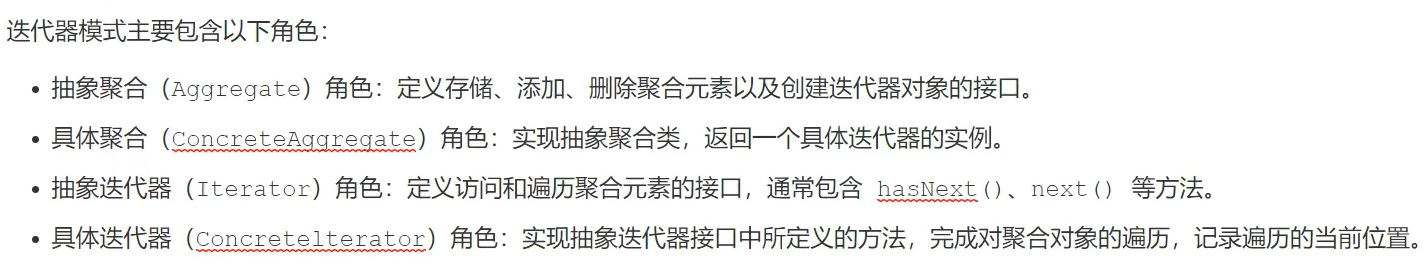 迭代器模式主要包含以下角色：
• 抽象聚合（Aggregate）角色：定义存储、添加、删除聚合元素以及创建迭代器对象的接口。
• 具体聚合（ConcreteAggregate）角色：实现抽象聚合类，返回一个具体迭代器的实例。
• 抽象迭代器（Iterator）角色：定义访问和遍历聚合元素的接口，通常包含 hasNext()、next() 等方法。
• 具体迭代器（Concretelterator）角色：实现抽象迭代器接口中所定义的方法，完成对聚合对象的遍历，记录遍历的当前位置。